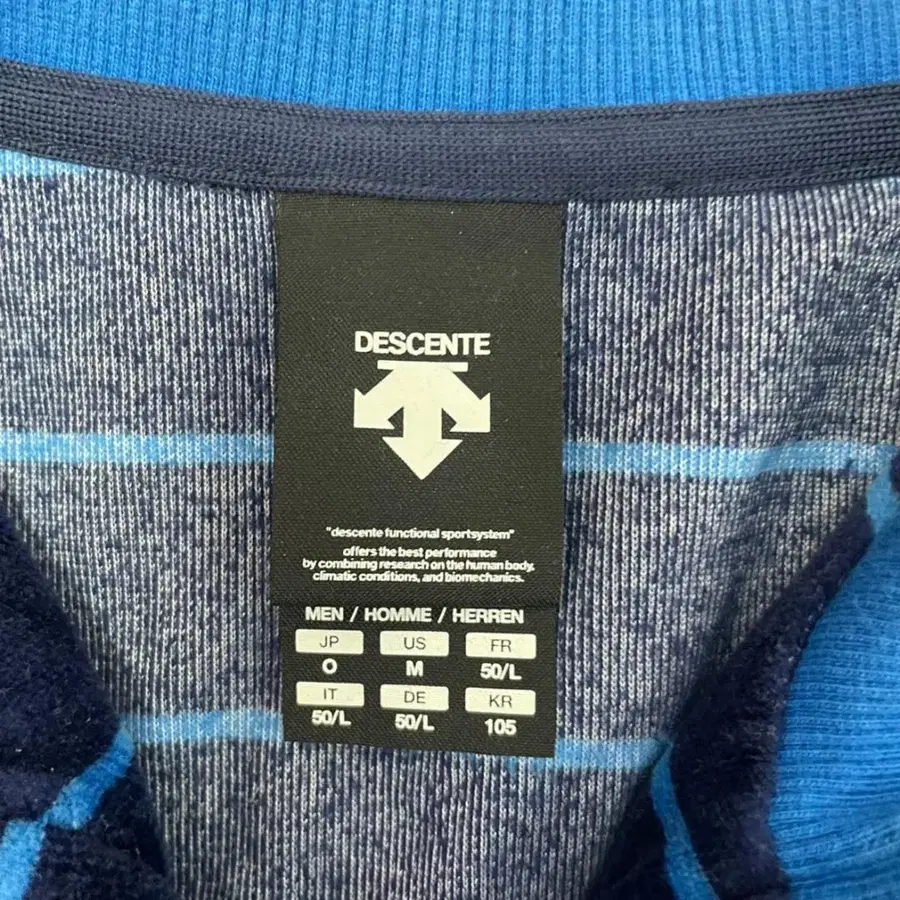 DESCENTE
"descente functional sportsystem"
offers the best performance
by combining research on the human body,
climatic conditions, and biomechanics.
MEN / HOMME / HERREN
JP US FR
O M 50/L
IT DE KR
50/L 50/L 105